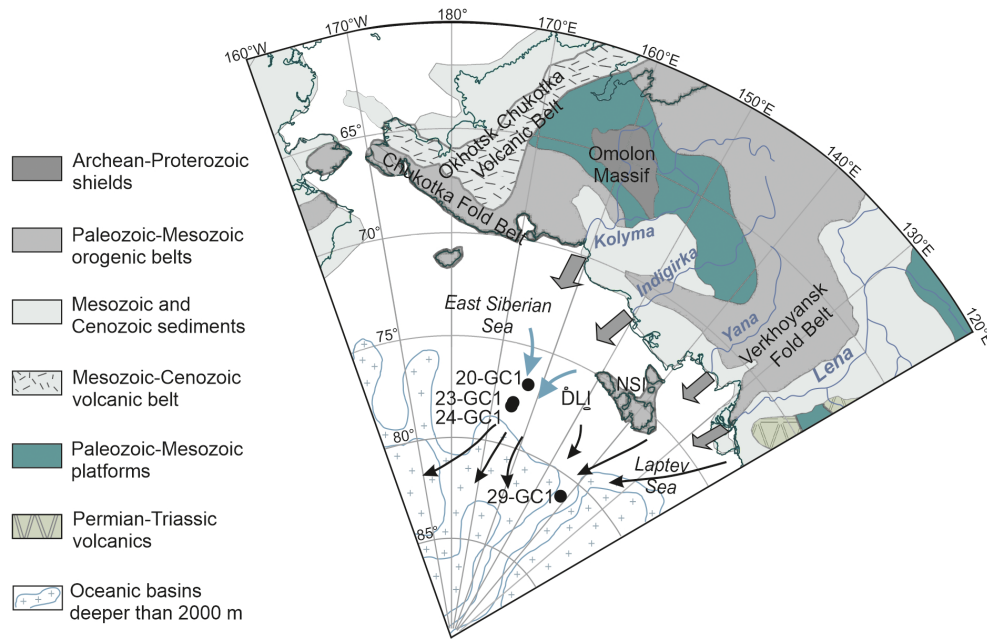 Archean-Proterozoic
shields
Paleozoic-Mesozoic
orogenic belts
Mesozoic and
Cenozoic sediments
Mesozoic-Cenozoic
volcanic belt
Paleozoic-Mesozoic
platforms
Permian-Triassic
volcanics
Oceanic basins
deeper than 2000 m
160°W
170°W
180°
170°E
160°E
150°E
140°E
130°E
120°E
65°
70°
75°
80°
85°
Okhotsk Chukotka
Volcanic Belt
Chukotka Fold Belt
Omolon
Massif
Kolyma
Indigirka
Yana
Verkhoyansk
Fold Belt
Lena
East Siberian
Sea
20-GC1
23-GC1
24-GC1
DLI
NSI
Laptev
Sea
29-GC1